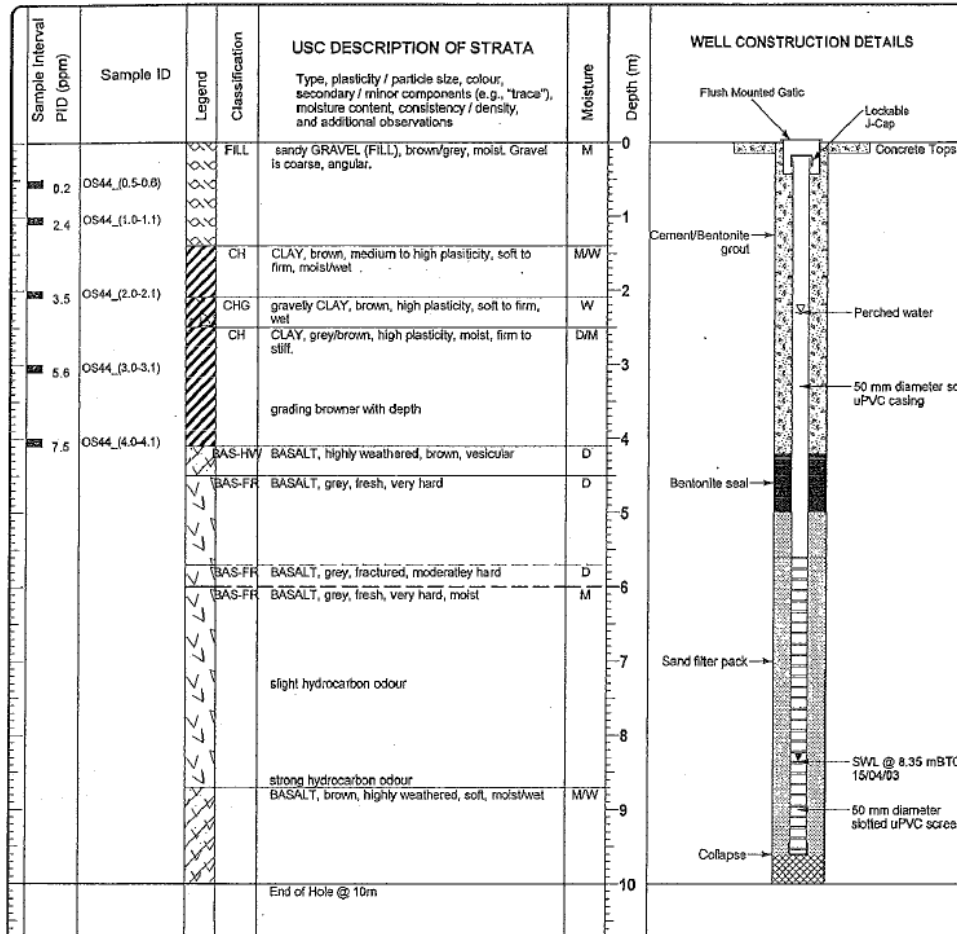 Sample Interval
PID (ppm)
Sample ID
Legend
Classification
USC DESCRIPTION OF STRATA
Type, plasticity / particle size, colour,
secondary / minor components (e.g., "trace"),
moisture content, consistency / density,
and additional observations
Moisture
Depth (m)
WELL CONSTRUCTION DETAILS
Flush Mounted Gatic
Lockable
J-Cap
Concrete Tops
FILL sandy GRAVEL (FILL), brown/grey, moist. Gravel M 0
is coarse, angular.
0.2 OS44_(0.5-0.6)
2.4 OS44_(1.0-1.1) 1
Cement/Bentonite
grout
CH CLAY, brown, medium to high plasiticity, soft to M/W
firm, moist/wet
3.5 OS44_(2.0-2.1) 2
CHG gravelly CLAY, brown, high plasticity, soft to firm, W
wet
Perched water
CH CLAY, grey/brown, high plasticity, moist, firm to D/M
stiff.
5.6 OS44_(3.0-3.1) 3
50 mm diameter so
uPVC casing
grading browner with depth
7.5 OS44_(4.0-4.1) 4
BAS-HW BASALT, highly weathered, brown, vesicular D
BAS-FR BASALT, grey, fresh, very hard D
Bentonite seal
5
BAS-FR BASALT, grey, fractured, moderatley hard D
6
BAS-FR BASALT, grey, fresh, very hard, moist M
7
Sand filter pack
slight hydrocarbon odour
8
SWL @ 8.35 mBTO
15/04/03
strong hydrocarbon odour
BASALT, brown, highly weathered, soft, moist/wet M/W
9
50 mm diameter
slotted uPVC scree
Collapse
10
End of Hole @ 10m